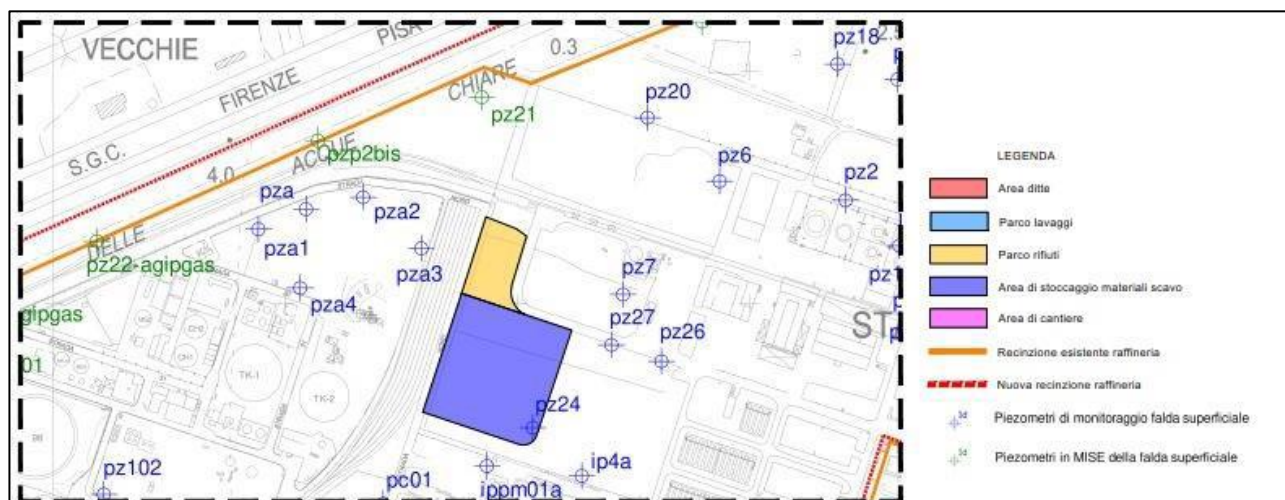 VECCHIE
PISA
FIRENZE
S.G.C.
0.3
4.0
CHIARE
ACQUE
DELLE
pz18
pz21
pz20
pzp2bis
pz6
pz2
pza
pza2
pza1
pza3
pz22-agipgas
pza4
pz7
gipgas
ST
pz27
pz26
01
TK-1
TK-2
pz24
pz102
pc01
ippm01a
ip4a
LEGENDA
Area ditte
Parco lavaggi
Parco rifiuti
Area di stoccaggio materiali scavo
Area di cantiere
Recinzione esistente raffineria
Nuova recinzione raffineria
Piezometri di monitoraggio falda superficiale
Piezometri in MISE della falda superficiale